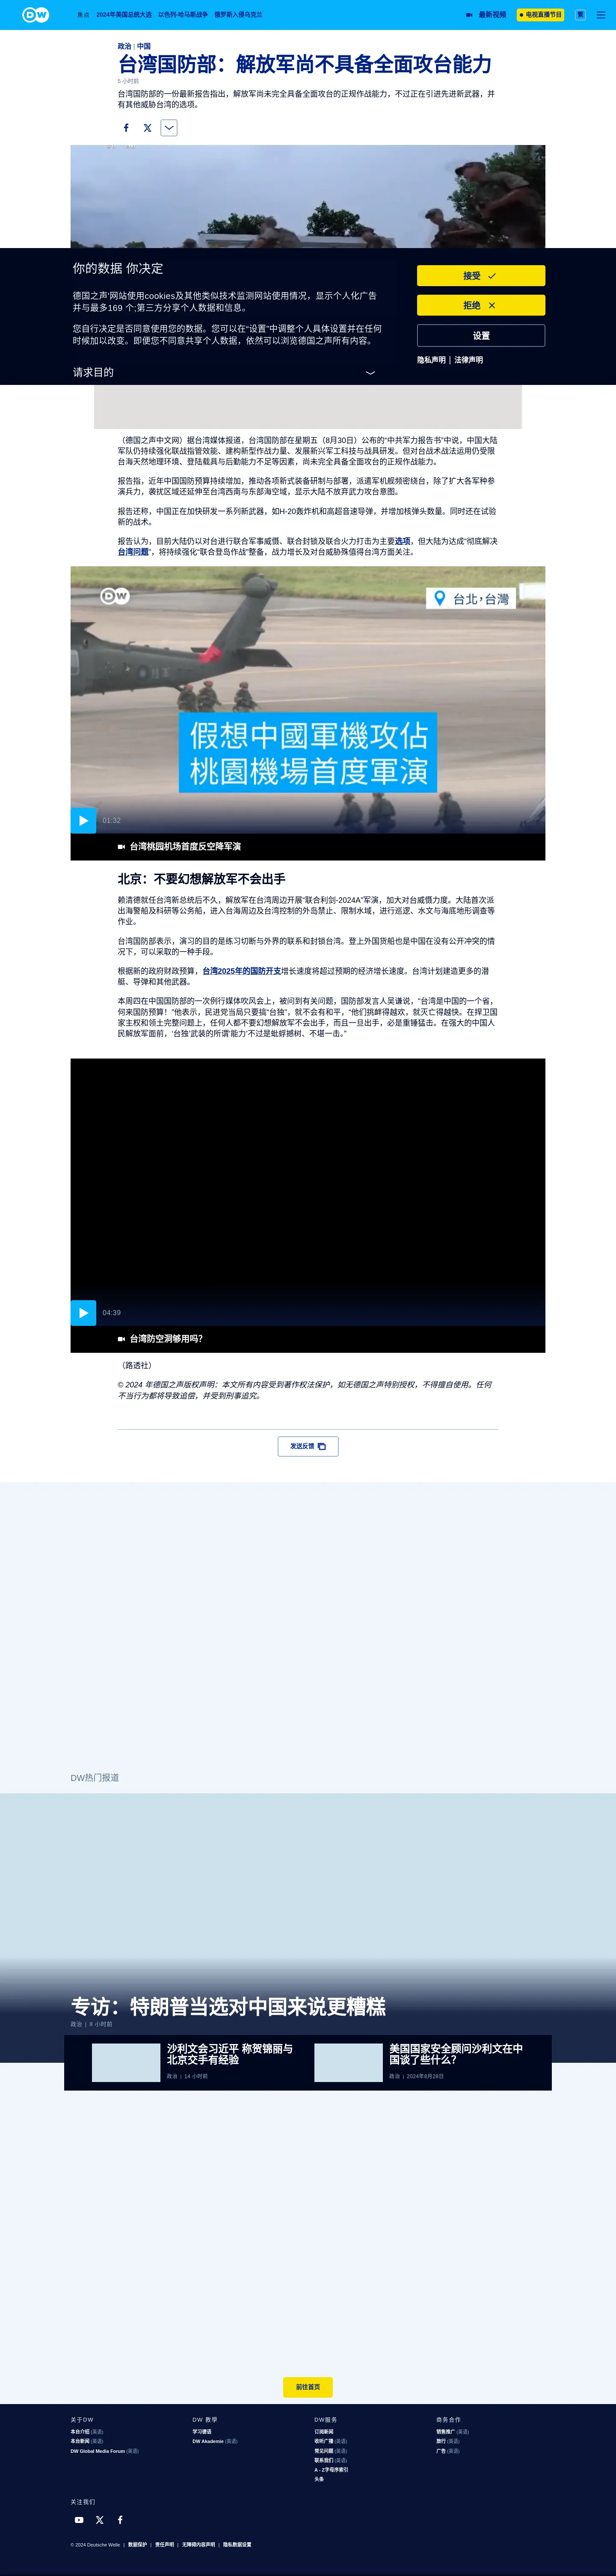 DW
焦点 2024年美国总统大选 以色列-哈马斯战争 俄罗斯入侵乌克兰
最新视频 电视直播节目 繁
政治 | 中国
台湾国防部：解放军尚不具备全面攻台能力
5 小时前
台湾国防部的一份最新报告指出，解放军尚未完全具备全面攻台的正规作战能力，不过正在引进先进新武器，并
有其他威胁台湾的选项。
你的数据 你决定
德国之声'网站使用cookies及其他类似技术监测网站使用情况，显示个人化广告
并与最多169 个;第三方分享个人数据和信息。
您自行决定是否同意使用您的数据。您可以在“设置”中调整个人具体设置并在任何
时候加以改变。即便您不同意共享个人数据，依然可以浏览德国之声所有内容。
请求目的
接受
拒绝
设置
隐私声明 | 法律声明
（德国之声中文网）据台湾媒体报道，台湾国防部在星期五（8月30日）公布的“中共军力报告书”中说，中国大陆
军队仍持续强化联战指管效能、建构新型作战力量、发展新兴军工科技与战具研发。但对台战术战法运用仍受限
台海天然地理环境、登陆载具与后勤能力不足等因素，尚未完全具备全面攻台的正规作战能力。
报告指，近年中国国防预算持续增加，推动各项新式装备研制与部署，派遣军机舰频密绕台，除了扩大各军种参
演兵力，袭扰区域还延伸至台湾西南与东部海空域，显示大陆不放弃武力攻台意图。
报告还称，中国正在加快研发一系列新武器，如H-20轰炸机和高超音速导弹，并增加核弹头数量。同时还在试验
新的战术。
报告认为，目前大陆仍以对台进行联合军事威慑、联合封锁及联合火力打击为主要选项，但大陆为达成“彻底解决
台湾问题”，将持续强化“联合登岛作战”整备，战力增长及对台威胁殊值得台湾方面关注。
DW
台北，台灣
假想中國軍機攻佔
桃園機場首度軍演
01:32
台湾桃园机场首度反空降军演
北京：不要幻想解放军不会出手
赖清德就任台湾新总统后不久，解放军在台湾周边开展“联合利剑-2024A”军演，加大对台威慑力度。大陆首次派
出海警船及科研等公务船，进入台海周边及台湾控制的外岛禁止、限制水域，进行巡逻、水文与海底地形调查等
作业。
台湾国防部表示，演习的目的是练习切断与外界的联系和封锁台湾。登上外国货船也是中国在没有公开冲突的情
况下，可以采取的一种手段。
根据新的政府财政预算，台湾2025年的国防开支增长速度将超过预期的经济增长速度。台湾计划建造更多的潜
艇、导弹和其他武器。
本周四在中国国防部的一次例行媒体吹风会上，被问到有关问题，国防部发言人吴谦说，“台湾是中国的一个省，
何来国防预算！”他表示，民进党当局只要搞“台独”，就不会有和平，“他们挑衅得越欢，就灭亡得越快。在捍卫国
家主权和领土完整问题上，任何人都不要幻想解放军不会出手，而且一旦出手，必是重锤猛击。在强大的中国人
民解放军面前，‘台独’武装的所谓‘能力’不过是蚍蜉撼树、不堪一击。”
04:39
台湾防空洞够用吗？
（路透社）
© 2024 年德国之声版权声明：本文所有内容受到著作权法保护，如无德国之声特别授权，不得擅自使用。任何
不当行为都将导致追偿，并受到刑事追究。
发送反馈
DW热门报道
专访：特朗普当选对中国来说更糟糕
政治 | 8 小时前
沙利文会习近平 称贺锦丽与
北京交手有经验
政治 | 14 小时前
美国国家安全顾问沙利文在中
国谈了些什么？
政治 | 2024年8月28日
前往首页
关于DW
本台介绍 (英语)
本台新闻 (英语)
DW Global Media Forum (英语)
DW 教學
学习德语
DW Akademie (英语)
DW服务
订阅新闻
收听广播 (英语)
常见问题 (英语)
联系我们 (英语)
A - Z字母序索引
头条
商务合作
销售推广 (英语)
旅行 (英语)
广告 (英语)
关注我们
© 2024 Deutsche Welle | 数据保护 | 责任声明 | 无障碍内容声明 | 隐私数据设置